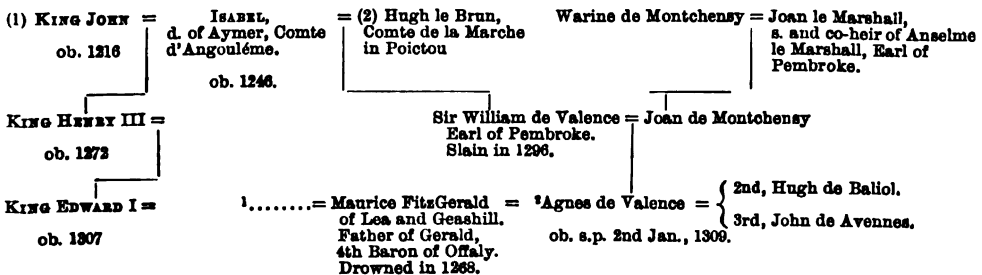 (1) KING JOHN = ISABEL, = (2) Hugh le Brun, Warine de Montchensy = Joan le Marshall,
ob. 1216 d. of Aymer, Comte Comte de la Marche s. and co-heir of Anselme
d'Angouléme. in Poictou le Marshall, Earl of
ob. 1246. Pembroke.
KING HENRY III = Sir William de Valence = Joan de Montchensy
ob. 1272 Earl of Pembroke.
Slain in 1296.
KING EDWARD I = 1........= Maurice FitzGerald = ²Agnes de Valence = { 2nd, Hugh de Baliol.
ob. 1307 of Lea and Geashill. ob. s.p. 2nd Jan., 1309. 3rd, John de Avennes.
Father of Gerald,
4th Baron of Offaly.
Drowned in 1268.